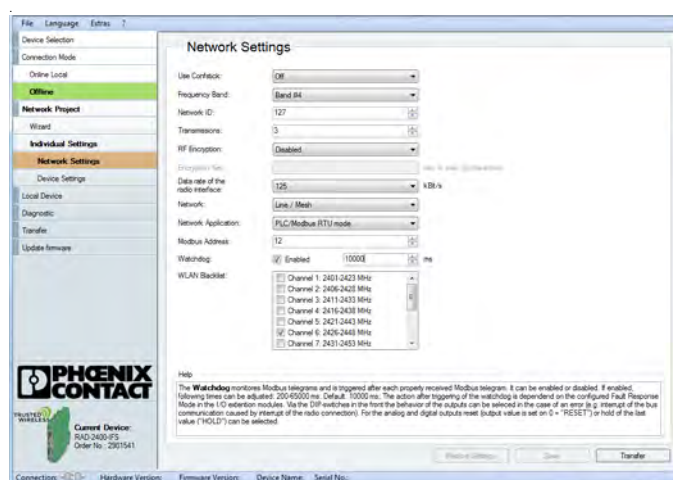 File Language Extras ?
Device Selection
Connection Mode
Online Local
Offline
Network Project
Wizard
Individual Settings
Network Settings
Device Settings
Local Device
Diagnostic
Transfer
Update firmware
PHŒNIX
CONTACT
TRUSTED
WIRELESS
Current Device:
RAD-2400-IFS
Order No.: 2901541
Network Settings
Use Confstick: Off
Frequency Band: Band #4
Network ID: 127
Transmissions: 3
RF Encryption: Disabled
Data rate of the
radio interface: 125 kBit/s
Network: Line / Mesh
Network Application: PLC/Modbus RTU mode
Modbus Address: 12
Watchdog: Enabled 10000 ms
WLAN Blacklist: Channel 1: 2401-2423 MHz
Channel 2: 2406-2428 MHz
Channel 3: 2411-2433 MHz
Channel 4: 2416-2438 MHz
Channel 5: 2421-2443 MHz
Channel 6: 2426-2448 MHz
Channel 7: 2431-2453 MHz
Help
The Watchdog monitores Modbus telegrams and is triggered after each properly received Modbus telegram. It can be enabled or disabled. If enabled,
following times can be adjusted: 200-65000 ms. Default: 10000 ms. The action after triggering of the watchdog is dependend on the configured Fault Response
Mode in the I/O extention modules. Via the DIP-switches in the front the behavior of the outputs can be selected in the case of an error (e.g. interrupt of the bus
communication caused by interrupt of the radio connection). For the analog and digital outputs reset (output value is set on 0 = "RESET") or hold of the last
value ("HOLD") can be selected.
Save Transfer
Connection: Hardware Version: Firmware Version: Device Name: Serial No.: